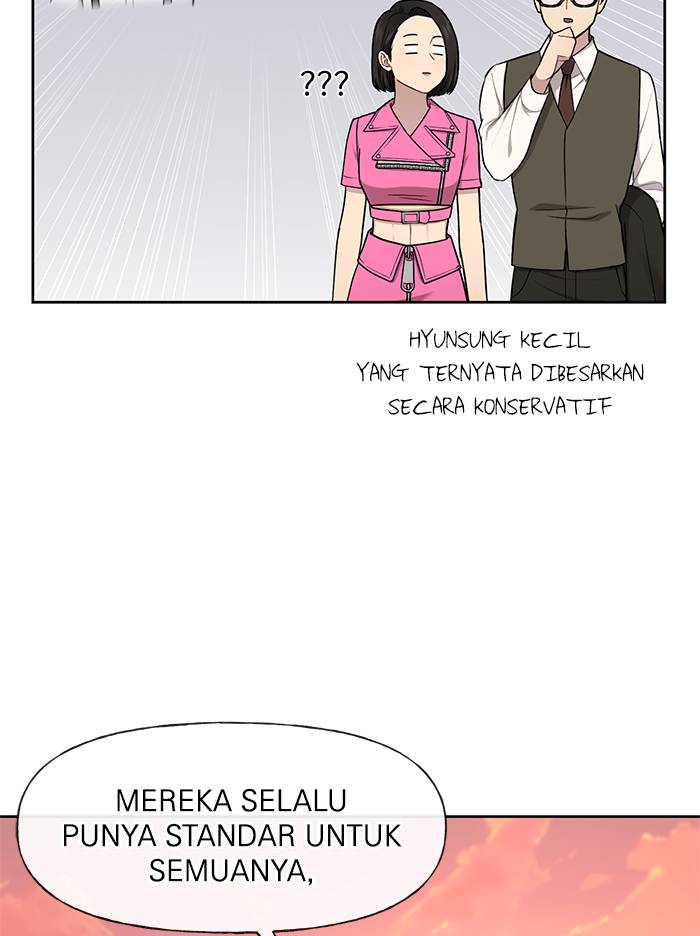 ???
HYUNSUNG KECIL
YANG TERNYATA DIBESARKAN
SECARA KONSERVATIF
MEREKA SELALU
PUNYA STANDAR UNTUK
SEMUANYA,